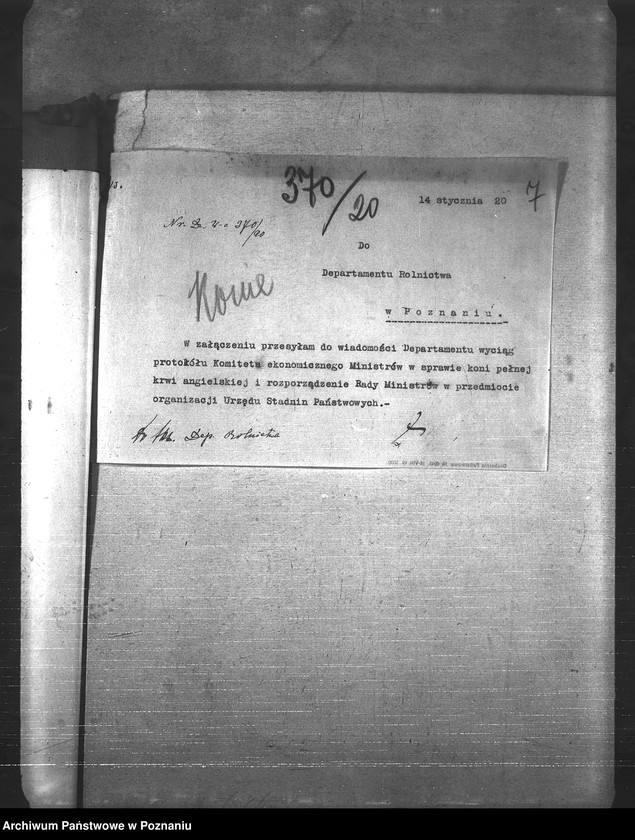 370/20
14 stycznia 20
7
370/20
Do
Departamentu Rolnictwa
w Poznaniu.
Konie
W załączeniu przesyłam do wiadomości Departamentu wyciąg
protokółu Komiteta ekonomicznego Ministrów w sprawie koni pełnej
krwi angielskiej i rozporządzenie Rady Ministrów w przedmiocie
organizacji Urzędu Stadnin Państwowych.-
Dep. Rolnictwa
Archiwum Państwowe w Poznaniu